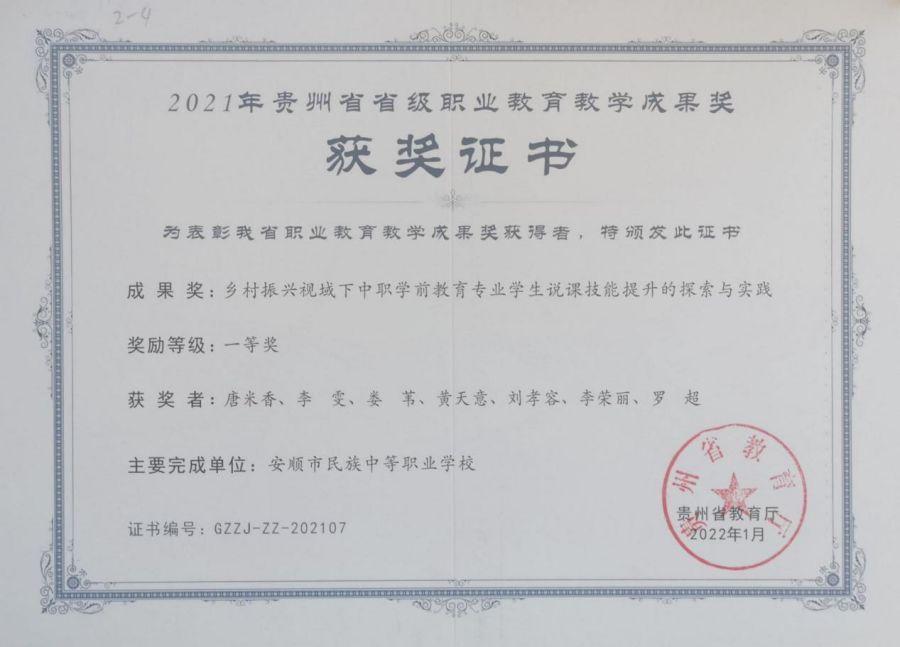 2-4
2021年贵州省省级职业教育教学成果奖
获奖证书
为表彰我省职业教育教学成果奖获得者，特颁发此证书
成果奖：乡村振兴视域下中职学前教育专业学生说课技能提升的探索与实践
奖励等级：一等奖
获奖者：唐米香、李 雯、娄 苇、黄天意、刘孝容、李荣丽、罗 超
主要完成单位：安顺市民族中等职业学校
证书编号：GZZJ-ZZ-202107
贵州省教育厅
贵州省教育厅
2022年1月